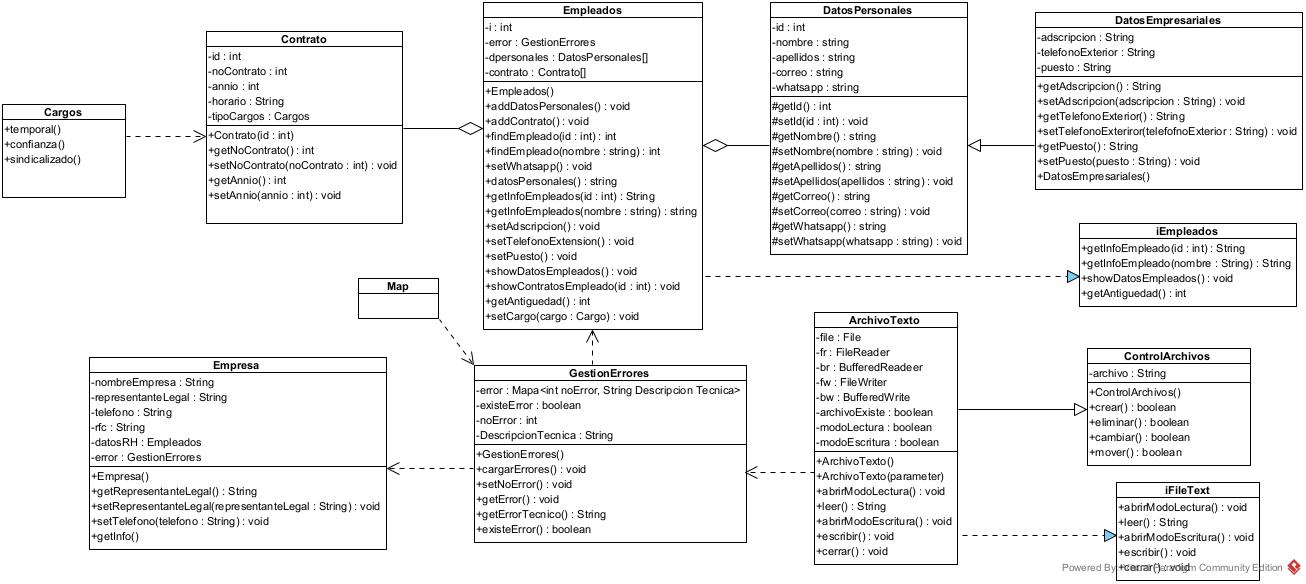 Cargos
+temporal()
+confianza()
+sindicalizado()
Contrato
-id : int
-noContrato : int
-annio : int
-horario : String
-tipoCargos : Cargos
+Contrato(id : int)
+getNoContrato() : int
+setNoContrato(noContrato : int) : void
+getAnnio() : int
+setAnnio(annio : int) : void
Empleados
-i : int
-error : GestionErrores
-dpersonales : DatosPersonales[]
-contrato : Contrato[]
+Empleados()
+addDatosPersonales() : void
+addContrato() : void
+findEmpleado(id : int) : int
+findEmpleado(nombre : string) : int
+setWhatsapp() : void
+datosPersonales() : string
+getInfoEmpleados(id : int) : String
+getInfoEmpleados(nombre : string) : string
+setAdscripcion() : void
+setTelefonoExtension() : void
+setPuesto() : void
+showDatosEmpleados() : void
+showContratosEmpleado(id : int) : void
+getAntiguedad() : int
+setCargo(cargo : Cargo) : void
DatosPersonales
-id : int
-nombre : string
-apellidos : string
-correo : string
-whatsapp : string
#getId() : int
#setId(id : int) : void
#getNombre() : string
#setNombre(nombre : string) : void
#getApellidos() : string
#setApellidos(apellidos : string) : void
#getCorreo() : string
#setCorreo(correo : string) : void
#getWhatsapp() : string
#setWhatsapp(whatsapp : string) : void
DatosEmpresariales
-adscripcion : String
-telefonoExterior : String
-puesto : String
+getAdscripcion() : String
+setAdscripcion(adscripcion : String) : void
+getTelefonoExterior() : String
+setTelefonoExteriror(telefofnoExterior : String) : void
+getPuesto() : String
+setPuesto(puesto : String) : void
+DatosEmpresariales()
iEmpleados
+getInfoEmpleado(id : int) : String
+getInfoEmpleado(nombre : String) : String
+showDatosEmpleados() : void
+getAntiguedad() : int
Map
Empresa
-nombreEmpresa : String
-representanteLegal : String
-telefono : String
-rfc : String
-datosRH : Empleados
-error : GestionErrores
+Empresa()
+getRepresentanteLegal() : String
+setRepresentanteLegal(representanteLegal : String) : void
+setTelefono(telefono : String) : void
+getInfo()
GestionErrores
-error : Mapa<int noError, String Descripcion Tecnica>
-existeError : boolean
-noError : int
-DescripcionTecnica : String
+GestionErrores()
+cargarErrores() : void
+setNoError() : void
+getError() : void
+getErrorTecnico() : String
+existeError() : boolean
ArchivoTexto
-file : File
-fr : FileReader
-br : BufferedReadeer
-fw : FileWriter
-bw : BufferedWrite
-archivoExiste : boolean
-modoLectura : boolean
-modoEscritura : boolean
+ArchivoTexto()
+ArchivoTexto(parameter)
+abrirModoLectura() : void
+leer() : String
+abrirModoEscritura() : void
+escribir() : void
+cerrar() : void
ControlArchivos
-archivo : String
+ControlArchivos()
+crear() : boolean
+eliminar() : boolean
+cambiar() : boolean
+mover() : boolean
iFileText
+abrirModoLectura() : void
+leer() : String
+abrirModoEscritura() : void
+escribir() : void
+cerrar() : void
Powered By Visual Paradigm Community Edition